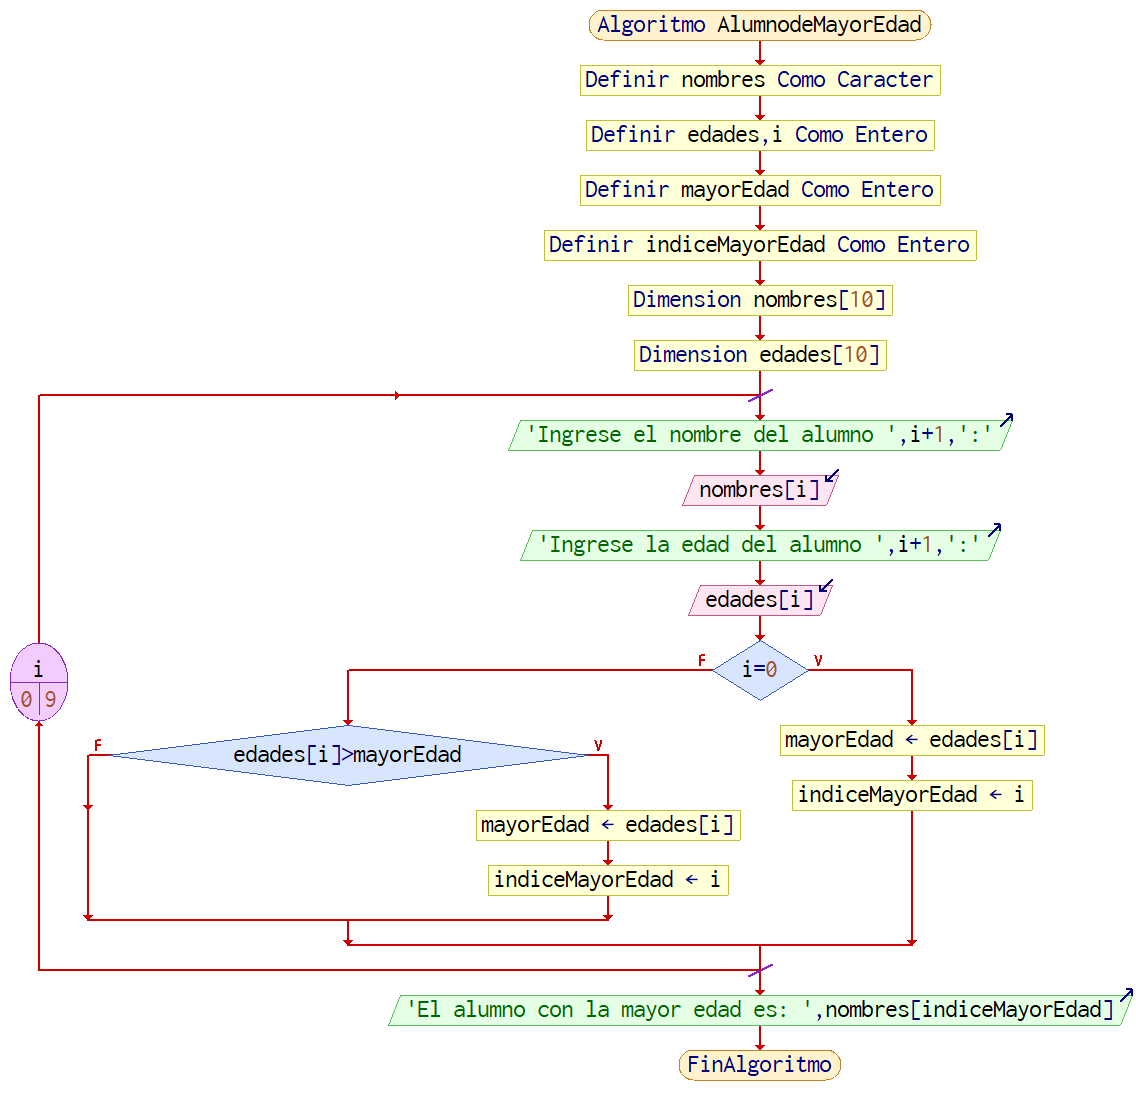 Algoritmo AlumnodeMayorEdad
Definir nombres Como Caracter
Definir edades,i Como Entero
Definir mayorEdad Como Entero
Definir indiceMayorEdad Como Entero
Dimension nombres[10]
Dimension edades[10]
'Ingrese el nombre del alumno ',i+1,':'
nombres[i]
'Ingrese la edad del alumno ',i+1,':'
edades[i]
i
0 9
F
i=0
V
F
edades[i]>mayorEdad
V
mayorEdad ← edades[i]
indiceMayorEdad ← i
mayorEdad ← edades[i]
indiceMayorEdad ← i
'El alumno con la mayor edad es: ',nombres[indiceMayorEdad]
FinAlgoritmo